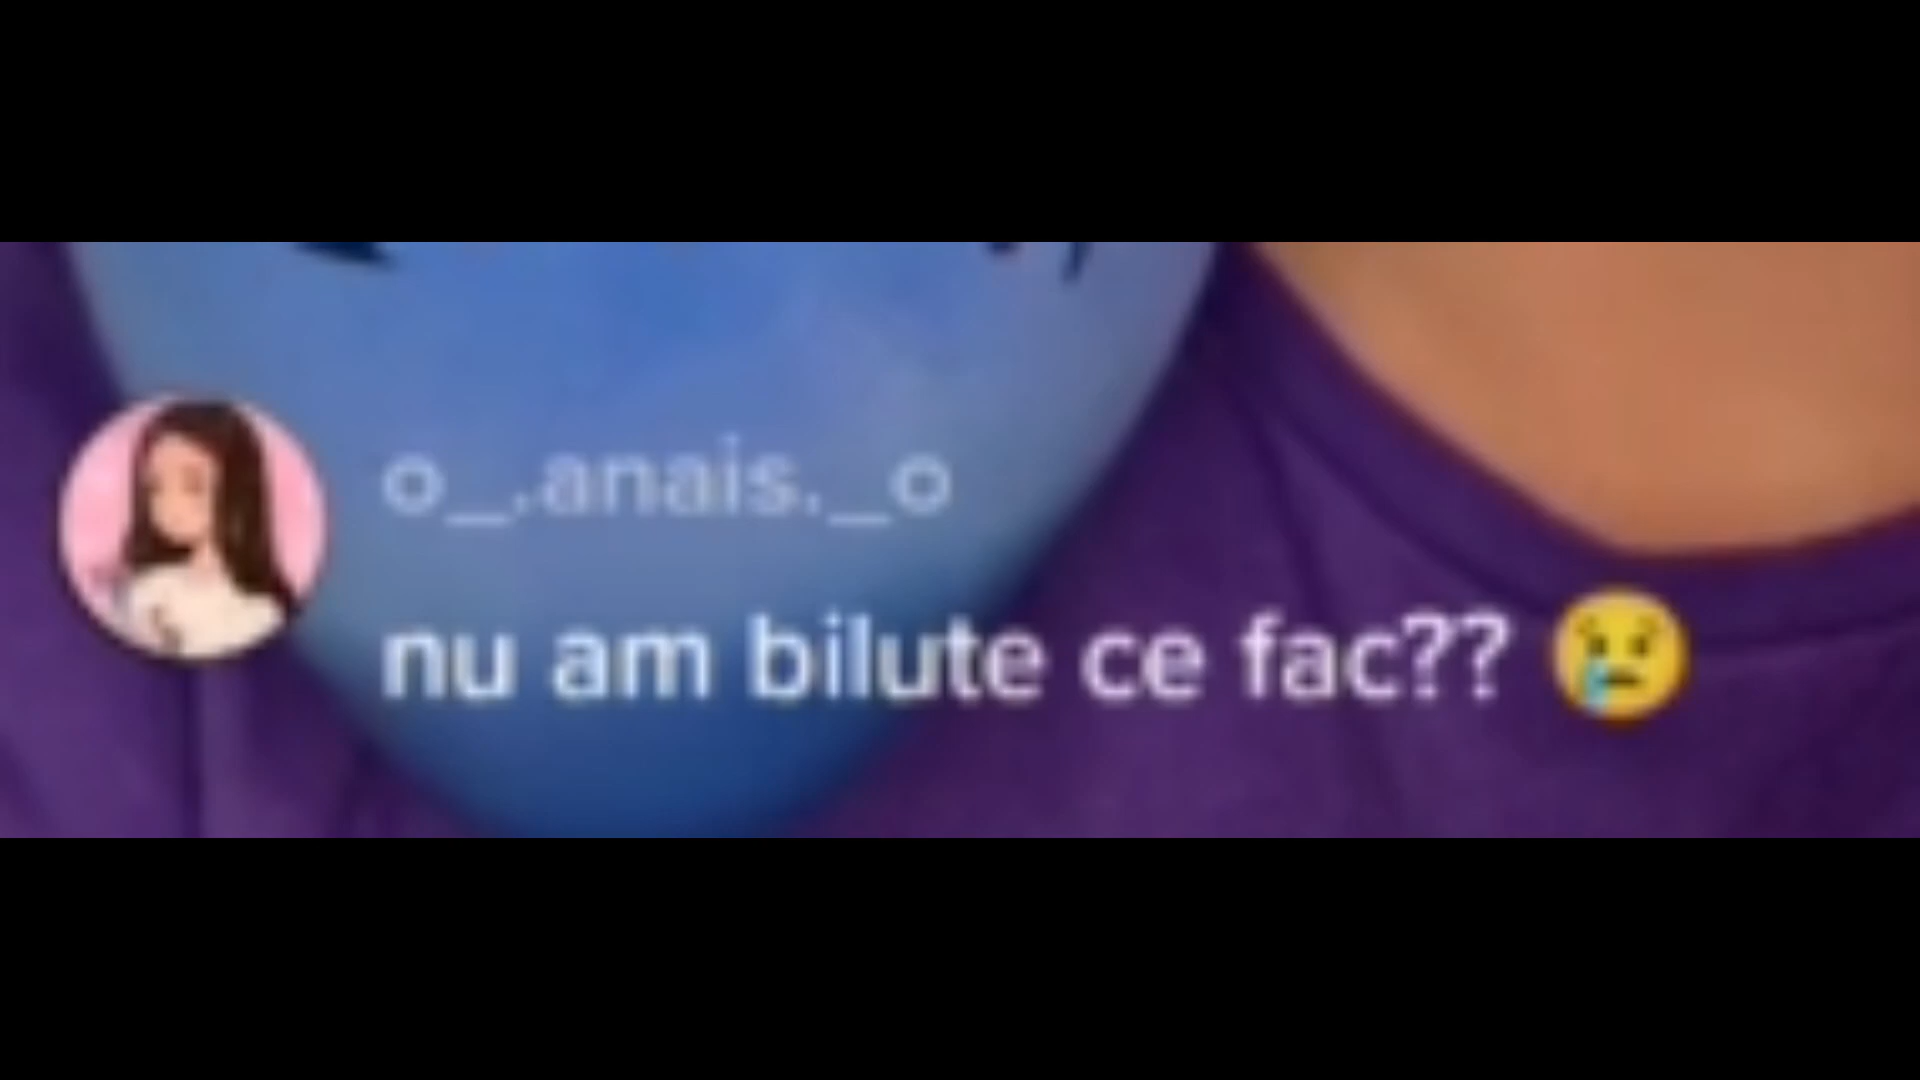 o_.anais._o
nu am bilute ce fac?? 😢